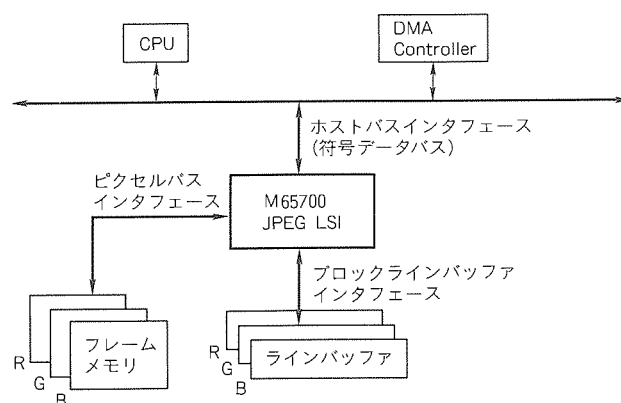 CPU
DMA
Controller
ホストバスインタフェース
(符号データバス)
ピクセルバス
インタフェース
M65700
JPEG LSI
ブロックラインバッファ
インタフェース
フレーム
メモリ
R
G
B
ラインバッファ
R
G
B